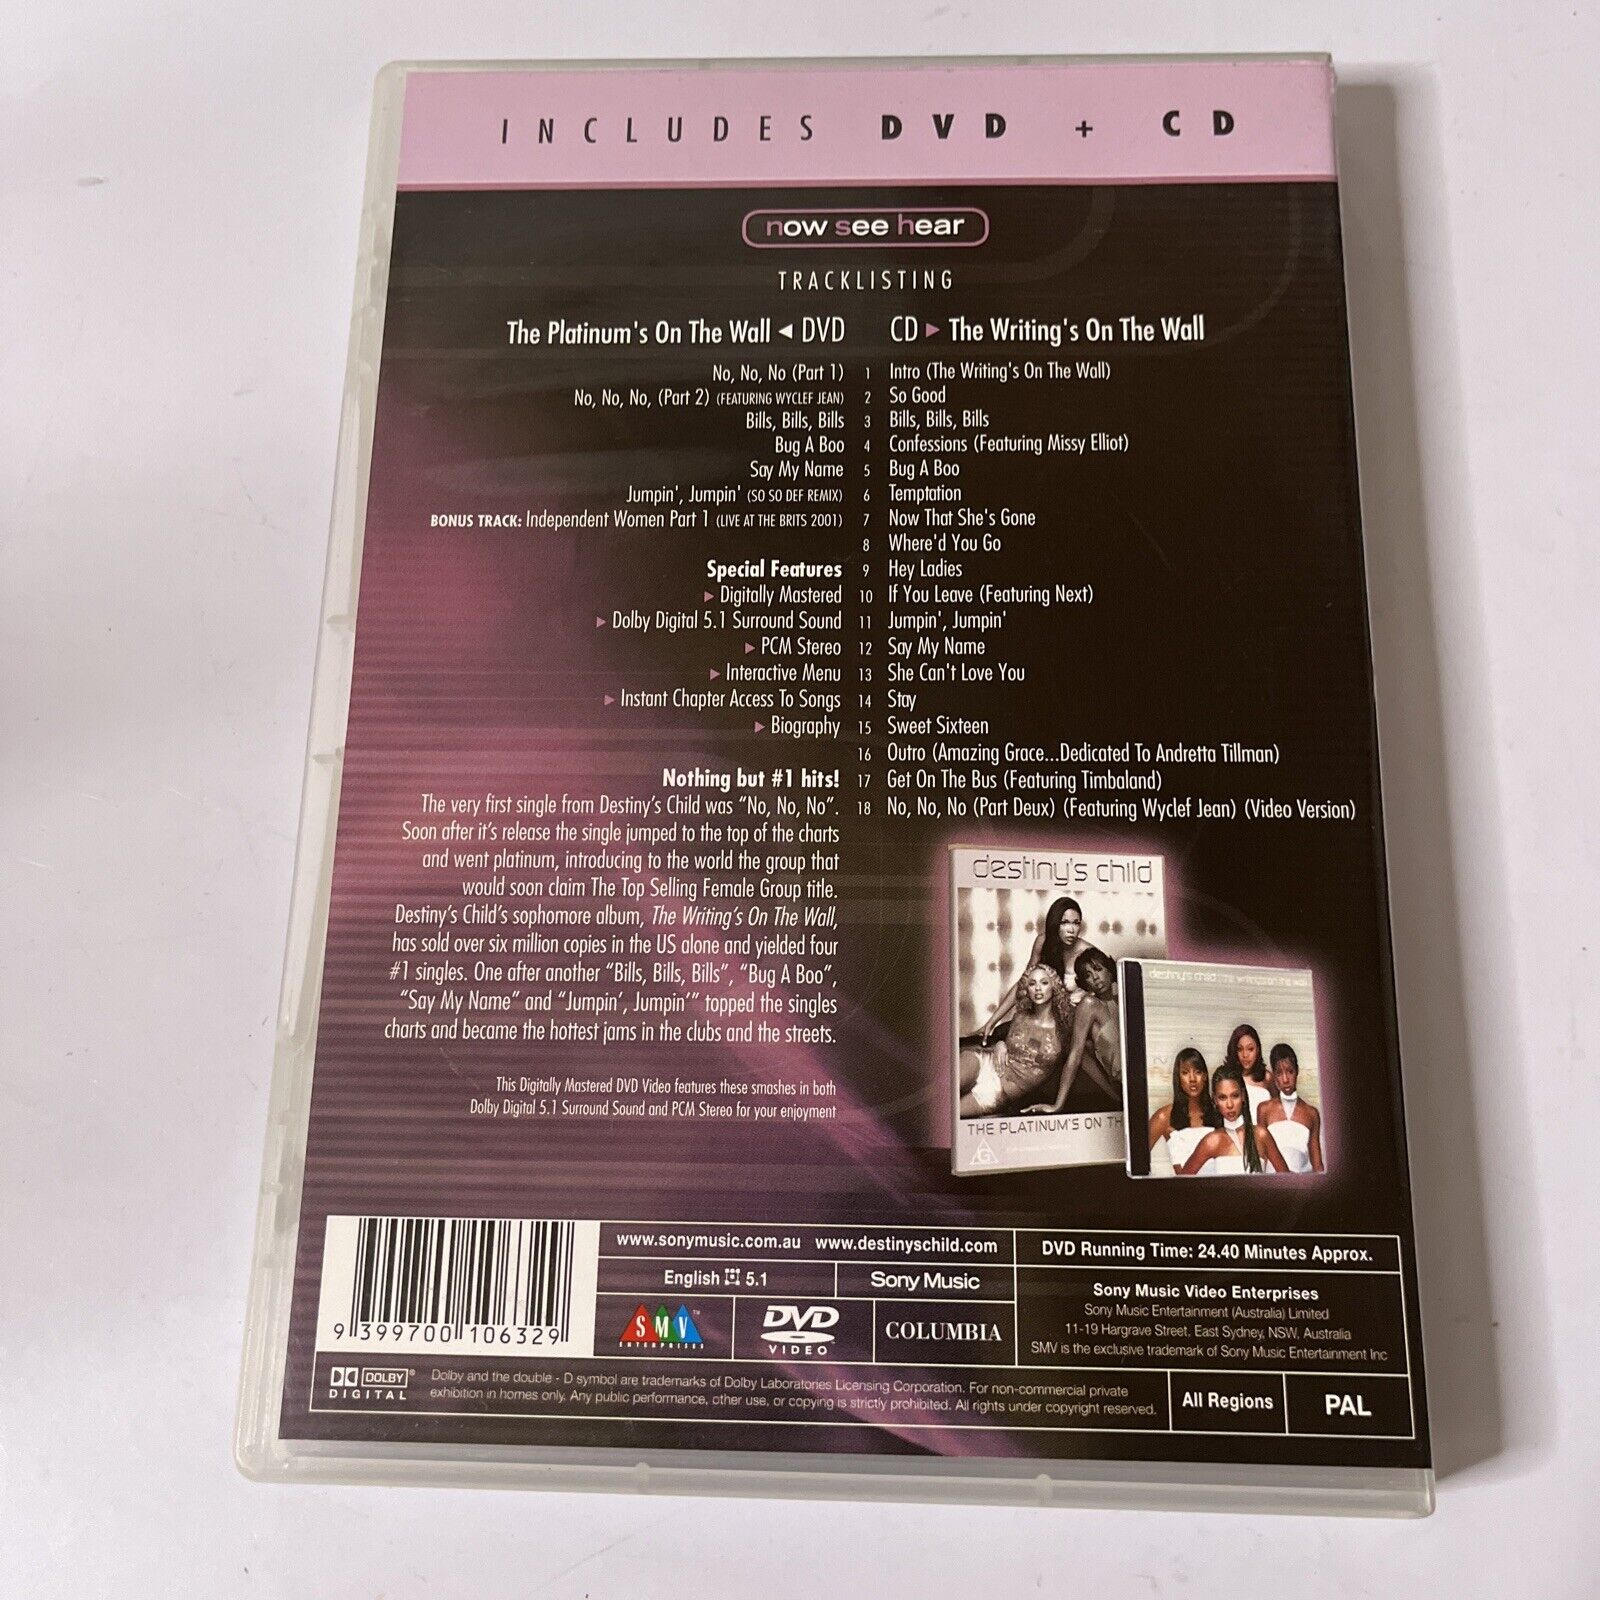 INCLUDES DVD + CD
now see hear
TRACKLISTING
The Platinum's On The Wall ◄ DVD
No, No, No (Part 1)
No, No, No, (Part 2) (FEATURING WYCLEF JEAN)
Bills, Bills, Bills
Bug A Boo
Say My Name
Jumpin', Jumpin' (SO SO DEF REMIX)
BONUS TRACK: Independent Women Part 1 (LIVE AT THE BRITS 2001)
Special Features
► Digitally Mastered
► Dolby Digital 5.1 Surround Sound
► PCM Stereo
► Interactive Menu
► Instant Chapter Access To Songs
► Biography
Nothing but #1 hits!
The very first single from Destiny's Child was "No, No, No".
Soon after it's release the single jumped to the top of the charts
and went platinum, introducing to the world the group that
would soon claim The Top Selling Female Group title.
Destiny's Child's sophomore album, The Writing's On The Wall,
has sold over six million copies in the US alone and yielded four
#1 singles. One after another "Bills, Bills, Bills", "Bug A Boo",
"Say My Name" and "Jumpin', Jumpin'" topped the singles
charts and became the hottest jams in the clubs and the streets.
This Digitally Mastered DVD Video features these smashes in both
Dolby Digital 5.1 Surround Sound and PCM Stereo for your enjoyment
CD ► The Writing's On The Wall
1 Intro (The Writing's On The Wall)
2 So Good
3 Bills, Bills, Bills
4 Confessions (Featuring Missy Elliot)
5 Bug A Boo
6 Temptation
7 Now That She's Gone
8 Where'd You Go
9 Hey Ladies
10 If You Leave (Featuring Next)
11 Jumpin', Jumpin'
12 Say My Name
13 She Can't Love You
14 Stay
15 Sweet Sixteen
16 Outro (Amazing Grace...Dedicated To Andretta Tillman)
17 Get On The Bus (Featuring Timbaland)
18 No, No, No (Part Deux) (Featuring Wyclef Jean) (Video Version)
destiny's child
THE PLATINUM'S ON TH
G
destiny's child the writing's on the wall
9 399700 106329
www.sonymusic.com.au www.destinyschild.com
English 5.1
Sony Music
SMV™
ENTERPRISES
DVD
VIDEO
COLUMBIA
DVD Running Time: 24.40 Minutes Approx.
Sony Music Video Enterprises
Sony Music Entertainment (Australia) Limited
11-19 Hargrave Street, East Sydney, NSW, Australia
SMV is the exclusive trademark of Sony Music Entertainment Inc
DOLBY®
DIGITAL
Dolby and the double - D symbol are trademarks of Dolby Laboratories Licensing Corporation. For non-commercial private
exhibition in homes only. Any public performance, other use, or copying is strictly prohibited. All rights under copyright reserved.
All Regions
PAL